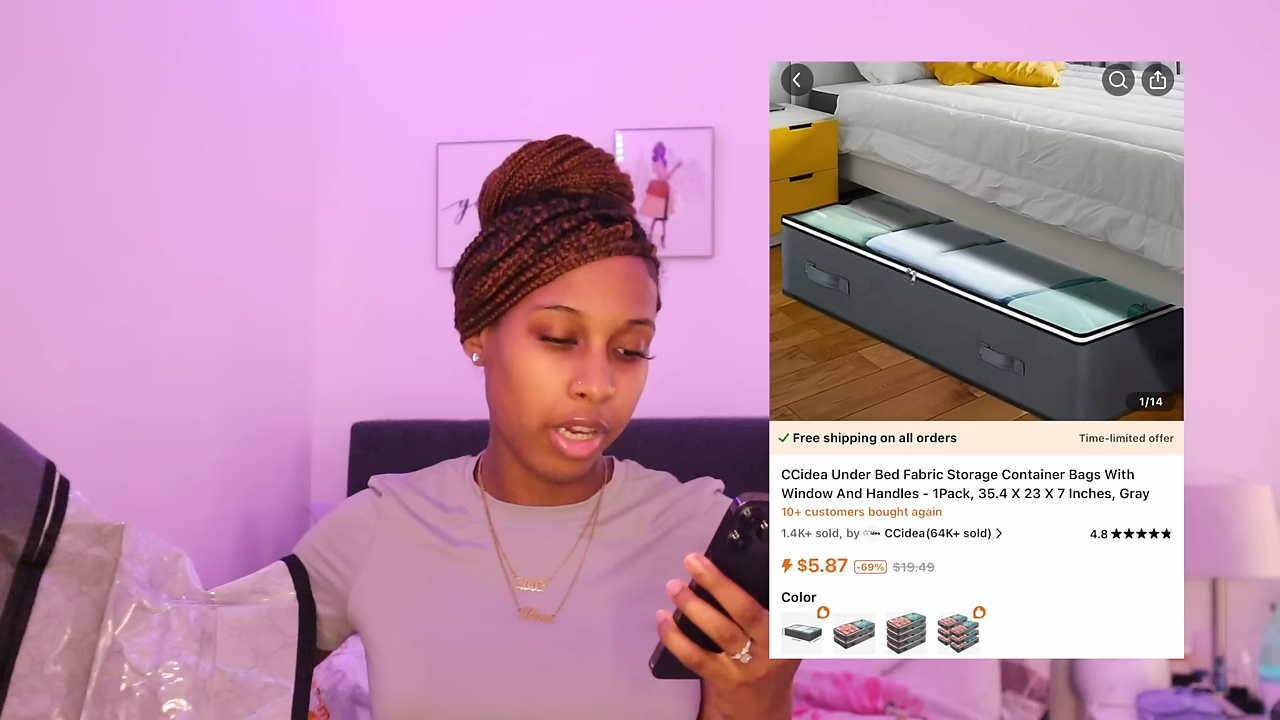 1/14
Free shipping on all orders
Time-limited offer
CCidea Under Bed Fabric Storage Container Bags With
Window And Handles - 1Pack, 35.4 X 23 X 7 Inches, Gray
10+ customers bought again
1.4K+ sold, by CCidea CCidea(64K+ sold)
4.8
$5.87 -69% $19.49
Color